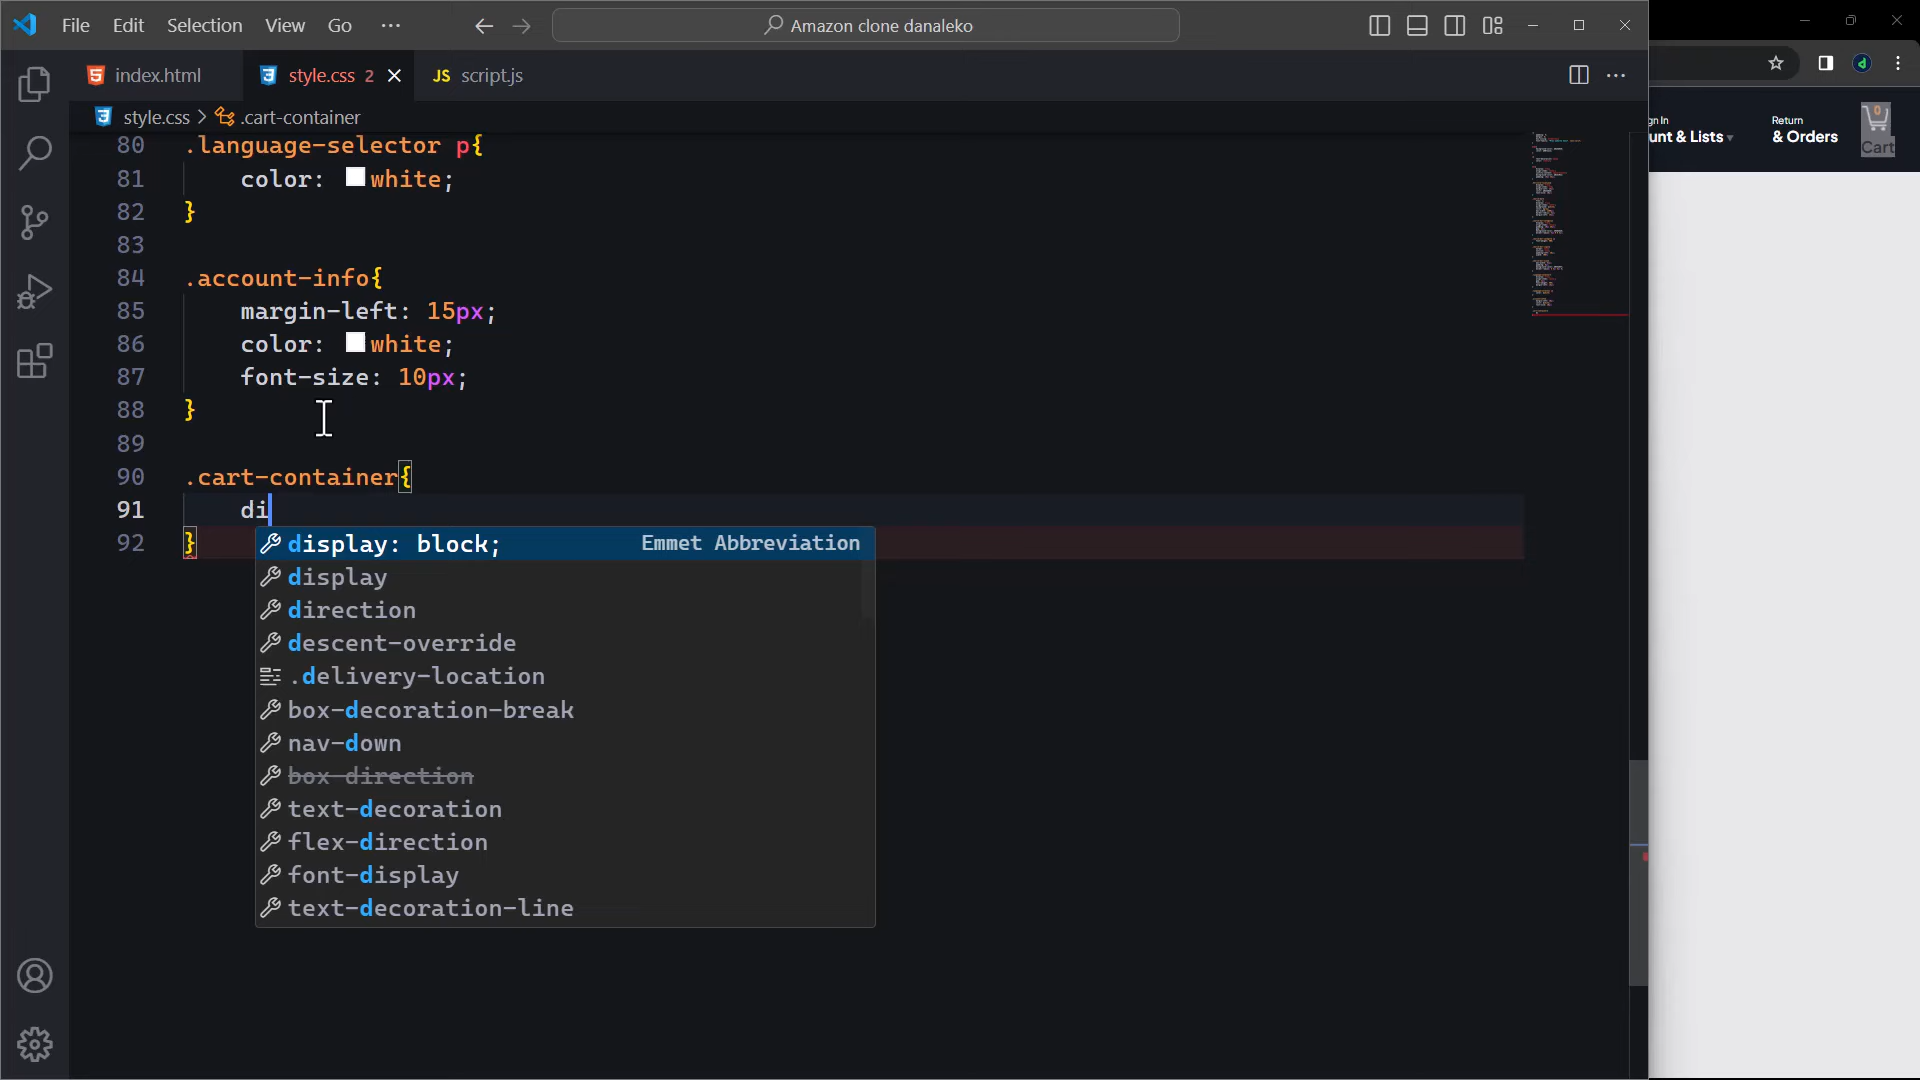 File Edit Selection View Go ··· Amazon clone danaleko
index.html style.css 2 JS script.js
style.css > .cart-container
80 .language-selector p{
81 color: white;
82 }
83
84 .account-info{
85 margin-left: 15px;
86 color: white;
87 font-size: 10px;
88 }
89
90 .cart-container{
91 di
92 }
display: block; Emmet Abbreviation
display
direction
descent-override
.delivery-location
box-decoration-break
nav-down
box-direction
text-decoration
flex-direction
font-display
text-decoration-line
d
gn In
unt & Lists
Return
& Orders
0
Cart